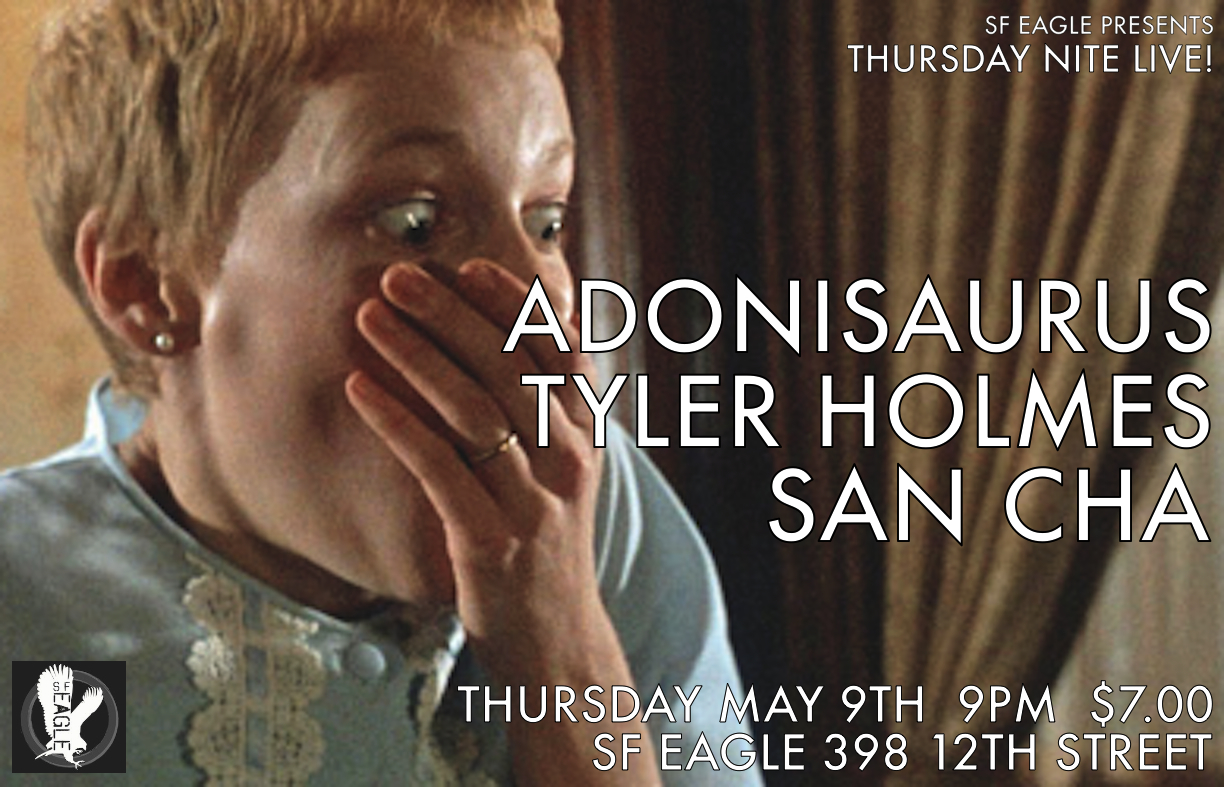 SF EAGLE PRESENTS
THURSDAY NITE LIVE!
ADONISAURUS
TYLER HOLMES
SAN CHA
THURSDAY MAY 9TH 9PM $7.00
SF EAGLE 398 12TH STREET
SF EAGLE